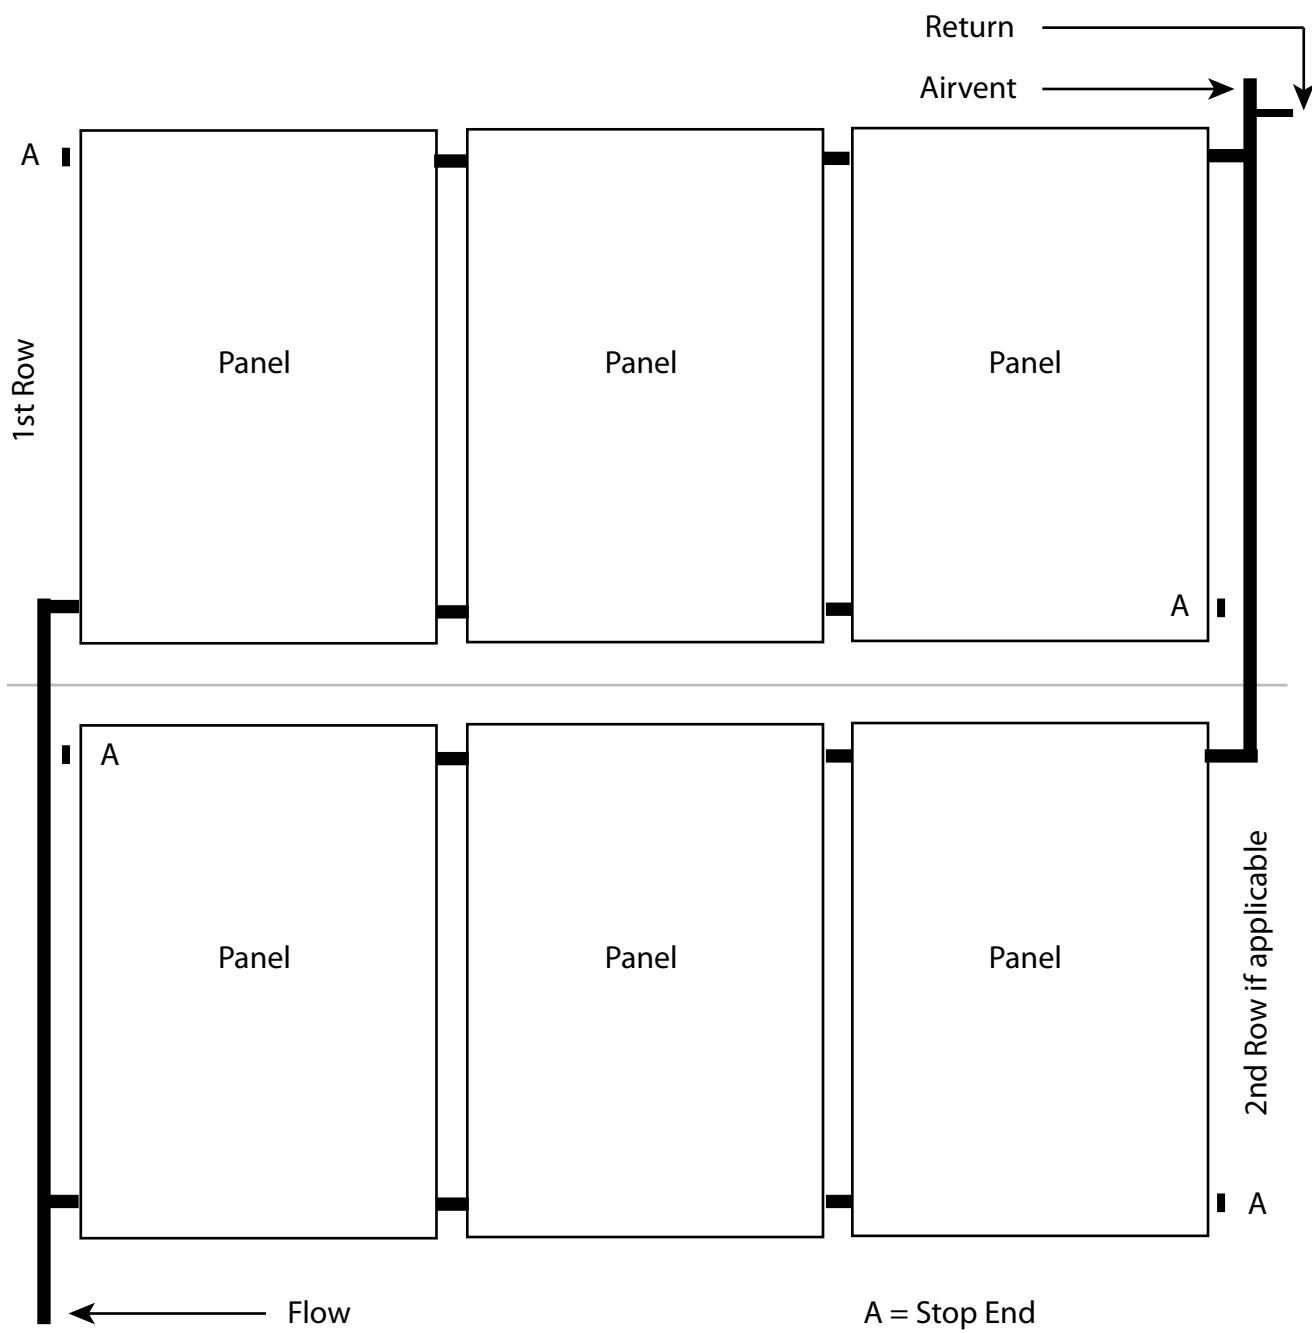 Return
Airvent
A
Panel
Panel
Panel
1st Row
A
A
Panel
Panel
Panel
2nd Row if applicable
A
Flow
A = Stop End